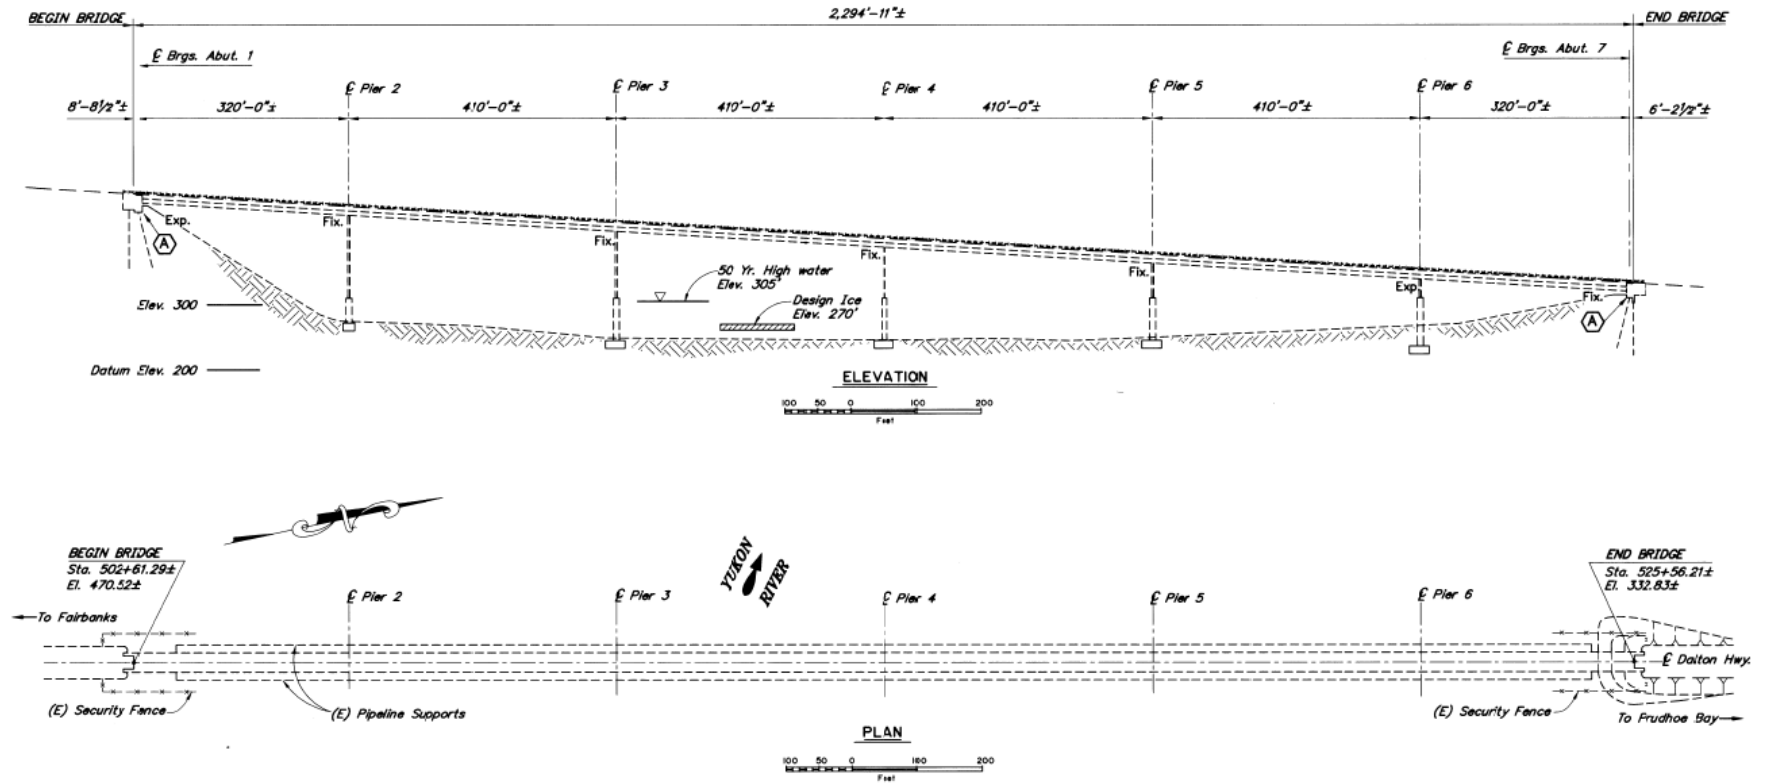 BEGIN BRIDGE
2,294'-11"±
END BRIDGE
℄ Brgs. Abut. 1
℄ Brgs. Abut. 7
℄ Pier 2
℄ Pier 3
℄ Pier 4
℄ Pier 5
℄ Pier 6
8'-8½"±
320'-0"±
410'-0"±
410'-0"±
410'-0"±
410'-0"±
320'-0"±
6'-2½"±
Exp.
Fix.
Fix.
Fix.
Fix.
Exp
Fix.
A
A
50 Yr. High water
Elev. 305'
Design Ice
Elev. 270'
Elev. 300
Datum Elev. 200
ELEVATION
100 50 0 100 200
Feet
BEGIN BRIDGE
Sta. 502+61.29±
El. 470.52±
YUKON
RIVER
END BRIDGE
Sta. 525+56.21±
El. 332.83±
℄ Pier 2
℄ Pier 3
℄ Pier 4
℄ Pier 5
℄ Pier 6
To Fairbanks
℄ Dalton Hwy.
(E) Security Fence
(E) Pipeline Supports
(E) Security Fence
To Prudhoe Bay
PLAN
100 50 0 100 200
Feet